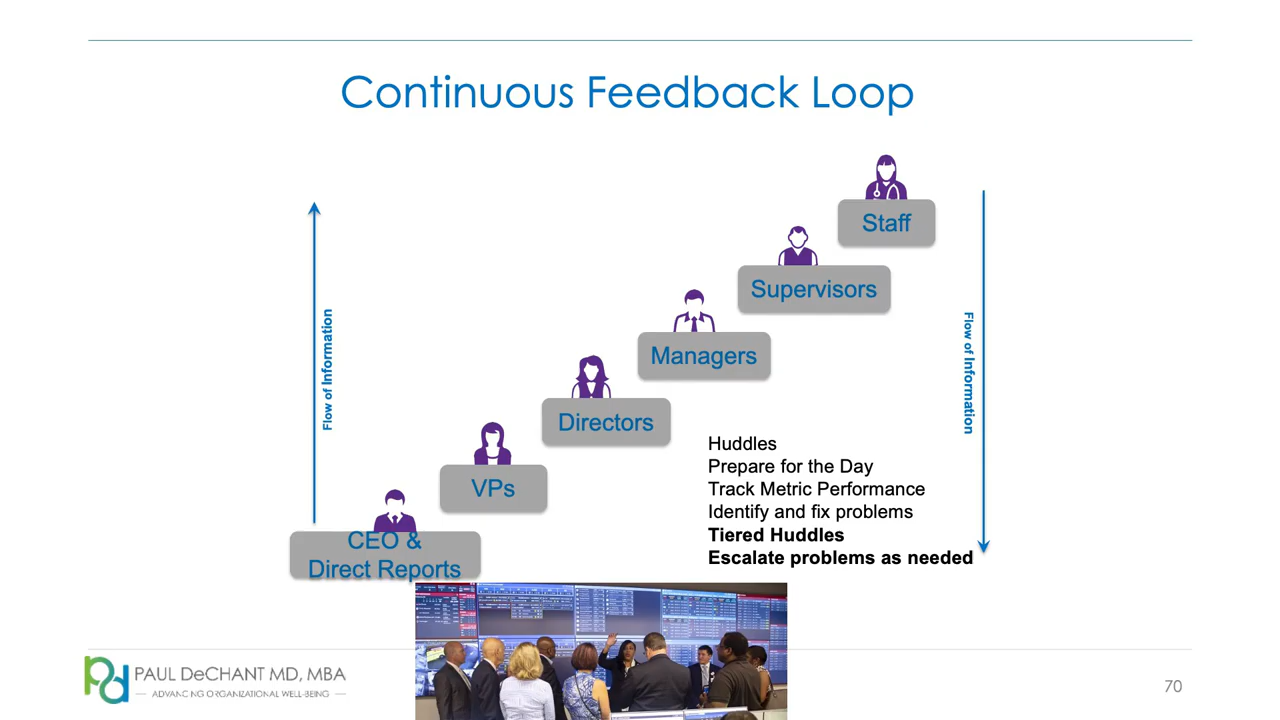 Continuous Feedback Loop
Staff
Supervisors
Managers
Directors
VPs
CEO &
Direct Reports
Flow of Information
Flow of Information
Huddles
Prepare for the Day
Track Metric Performance
Identify and fix problems
Tiered Huddles
Escalate problems as needed
Pd
PAUL DeCHANT MD, MBA
ADVANCING ORGANIZATIONAL WELL-BEING
70